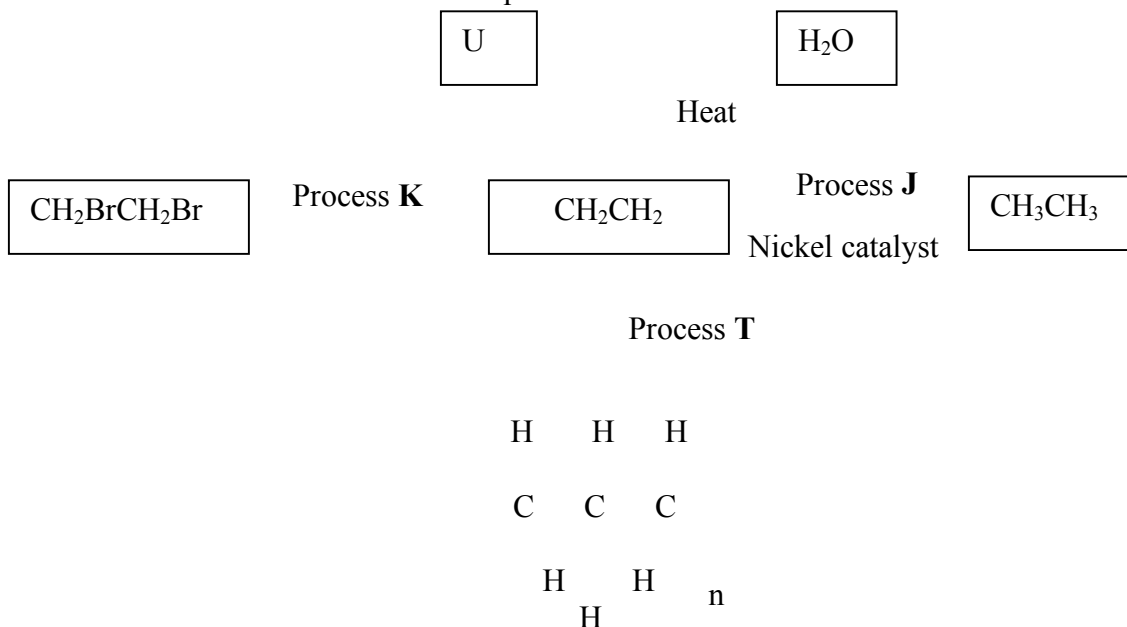 U H₂O
Heat
Process K Process J
CH₂BrCH₂Br CH₂CH₂ CH₃CH₃
Nickel catalyst
Process T
H H H
C C C
H H n
H